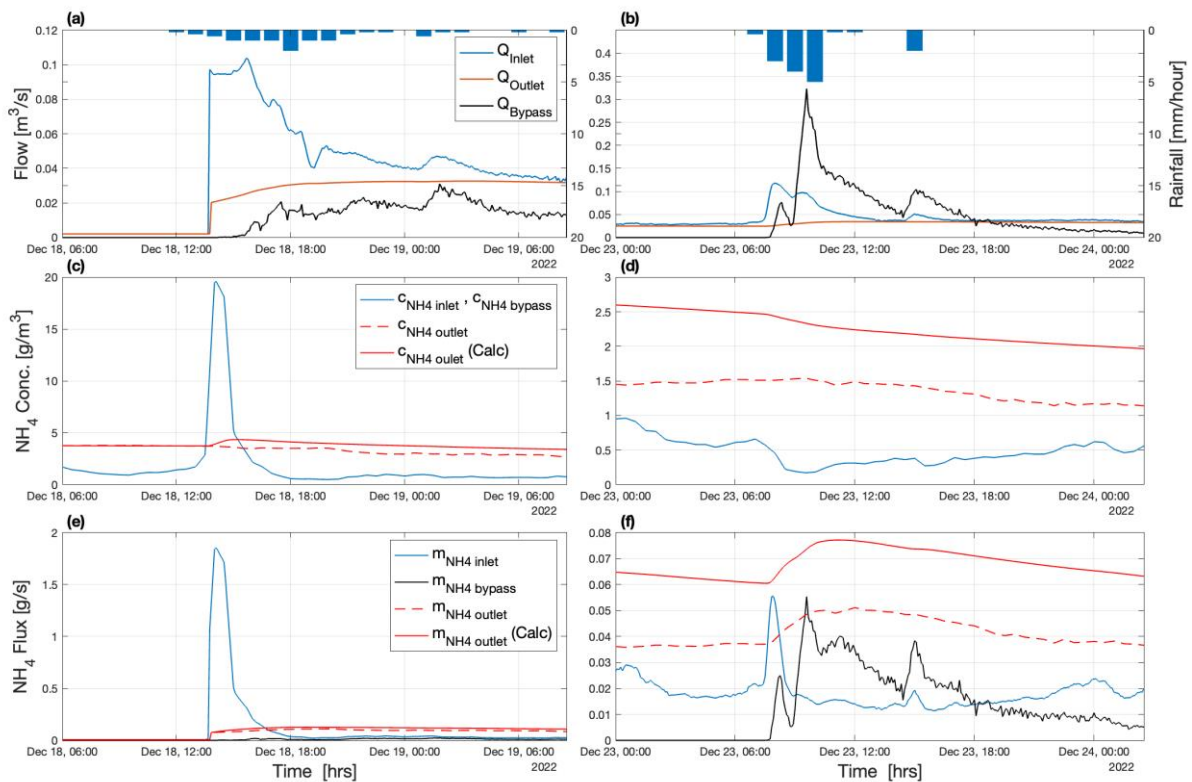 (a)
0.12
0.1
0.08
0.06
0.04
0.02
0
Flow [m³/s]
Q Inlet
Q Outlet
Q Bypass
0
5
10
15
20
Dec 18, 06:00
Dec 18, 12:00
Dec 18, 18:00
Dec 19, 00:00
Dec 19, 06:00
2022
(b)
0.4
0.35
0.3
0.25
0.2
0.15
0.1
0.05
0
0
5
10
15
20
Rainfall [mm/hour]
Dec 23, 00:00
Dec 23, 06:00
Dec 23, 12:00
Dec 23, 18:00
Dec 24, 00:00
2022
(c)
20
15
10
5
0
NH4 Conc. [g/m³]
cNH4 inlet , cNH4 bypass
cNH4 outlet
cNH4 oulet (Calc)
Dec 18, 06:00
Dec 18, 12:00
Dec 18, 18:00
Dec 19, 00:00
Dec 19, 06:00
2022
(d)
3
2.5
2
1.5
1
0.5
0
Dec 23, 00:00
Dec 23, 06:00
Dec 23, 12:00
Dec 23, 18:00
Dec 24, 00:00
2022
(e)
2
1.5
1
0.5
0
NH4 Flux [g/s]
mNH4 inlet
mNH4 bypass
mNH4 outlet
mNH4 outlet (Calc)
Dec 18, 06:00
Dec 18, 12:00
Dec 18, 18:00
Dec 19, 00:00
Dec 19, 06:00
2022
Time [hrs]
(f)
0.08
0.07
0.06
0.05
0.04
0.03
0.02
0.01
0
Dec 23, 00:00
Dec 23, 06:00
Dec 23, 12:00
Dec 23, 18:00
Dec 24, 00:00
2022
Time [hrs]